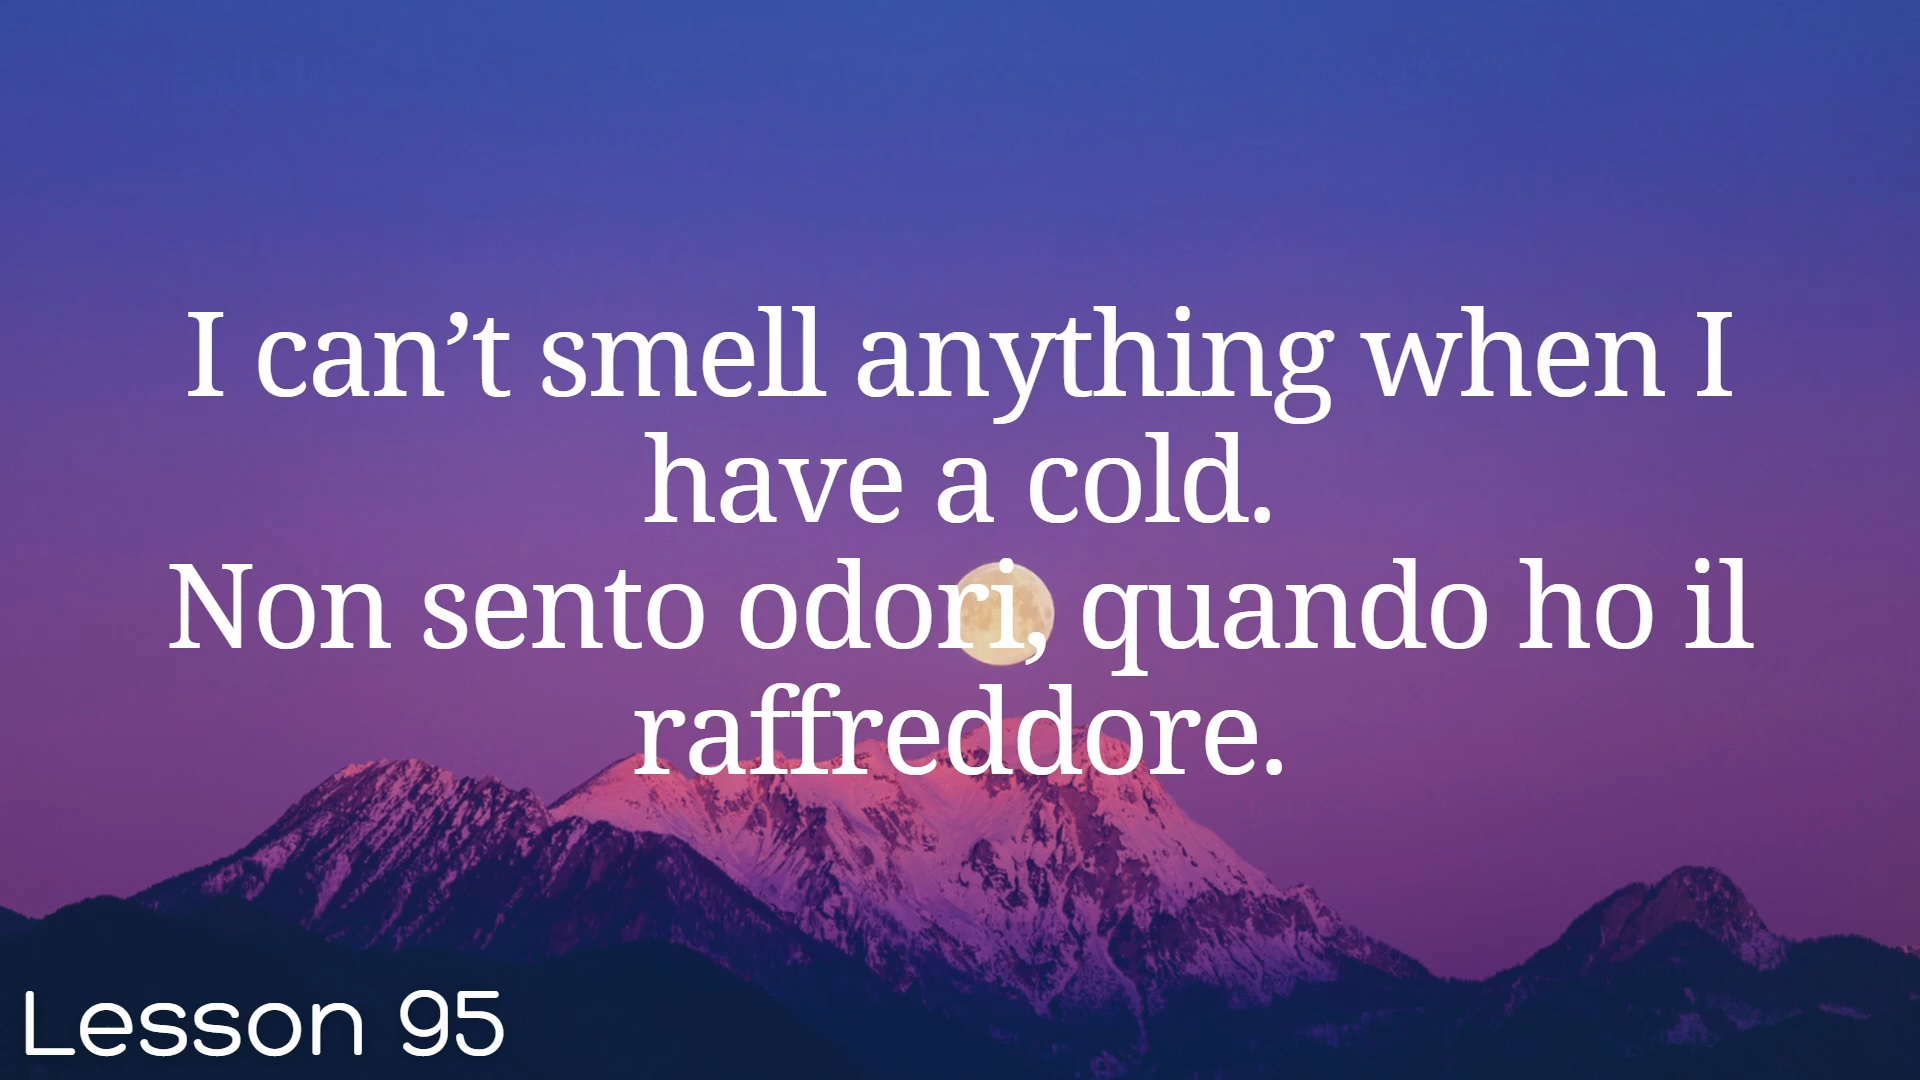 I can’t smell anything when I
have a cold.
Non sento odori, quando ho il
raffreddore.
Lesson 95